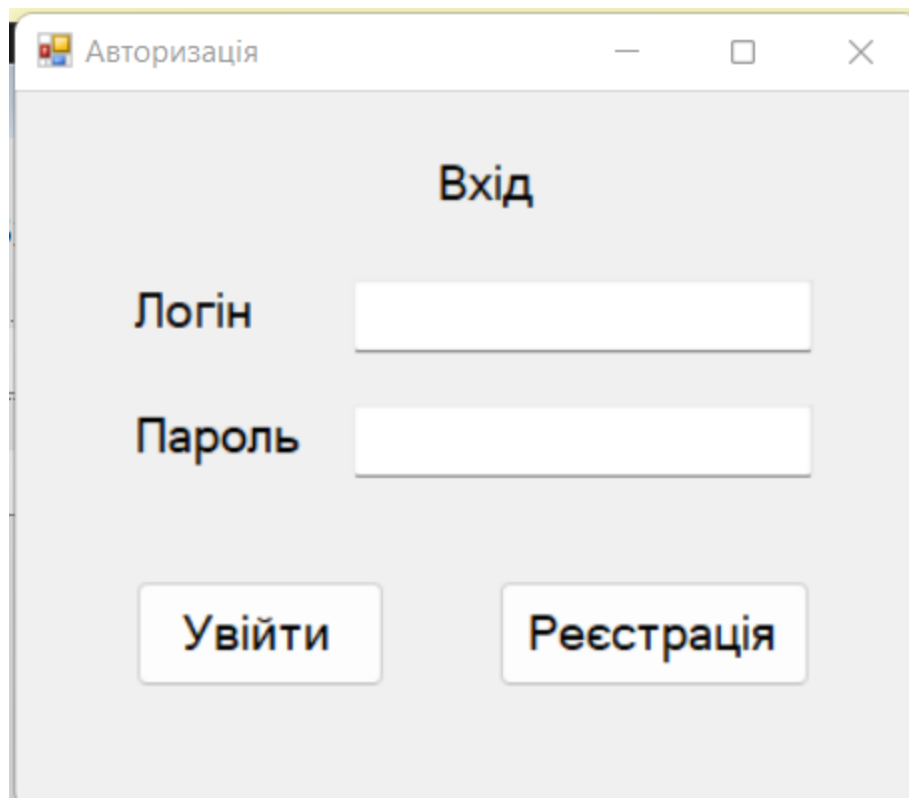 Авторизація
Вхід
Логін
Пароль
Увійти Реєстрація